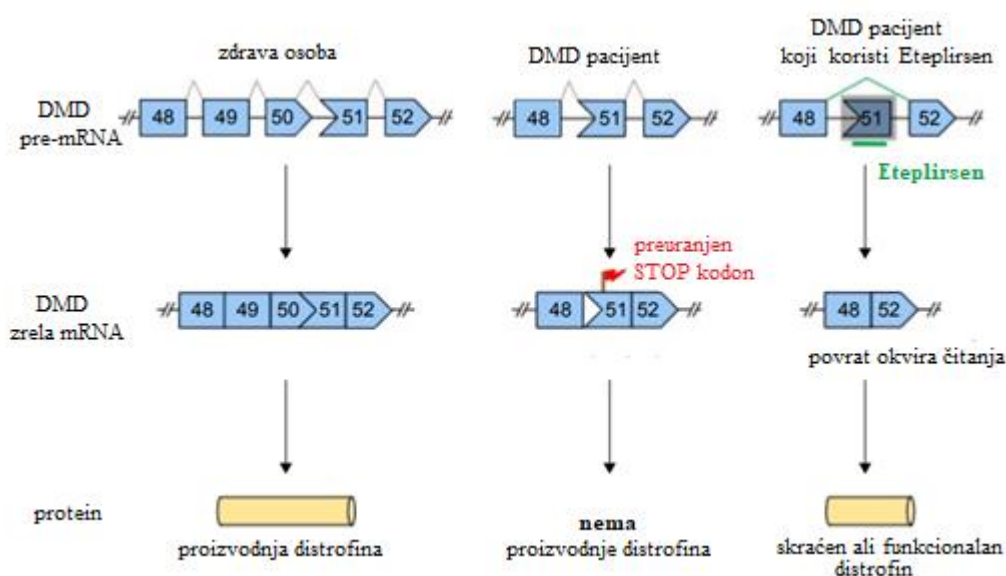 zdrava osoba
DMD pacijent
DMD pacijent
koji koristi Eteplirsen
DMD
pre-mRNA
48 49 50 51 52
48 51 52
48 51 52
Eteplirsen
preuranjen
STOP kodon
DMD
zrela mRNA
48 49 50 51 52
48 51 52
48 52
povrat okvira čitanja
protein
proizvodnja distrofina
nema
proizvodnje distrofina
skraćen ali funkcionalan
distrofin